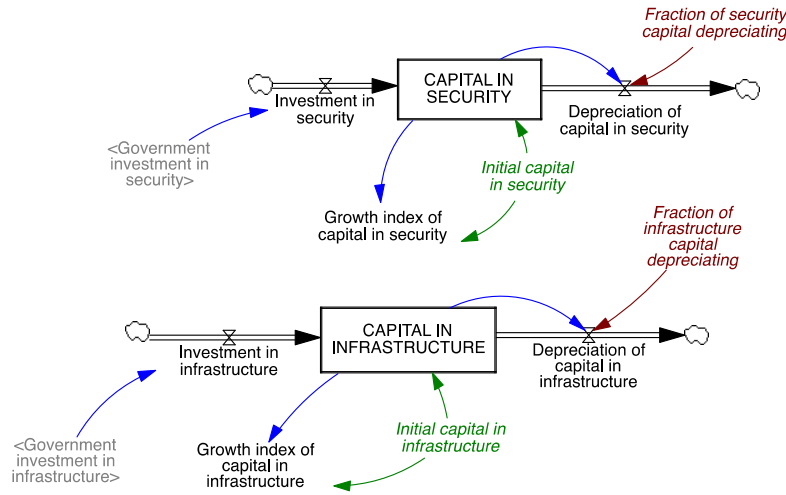 Fraction of security
capital depreciating
CAPITAL IN
SECURITY
Investment in
security
Depreciation of
capital in security
<Government
investment in
security>
Initial capital
in security
Growth index of
capital in security
Fraction of
infrastructure
capital
depreciating
CAPITAL IN
INFRASTRUCTURE
Investment in
infrastructure
Depreciation of
capital in
infrastructure
<Government
investment in
infrastructure>
Growth index of
capital in
infrastructure
Initial capital in
infrastructure